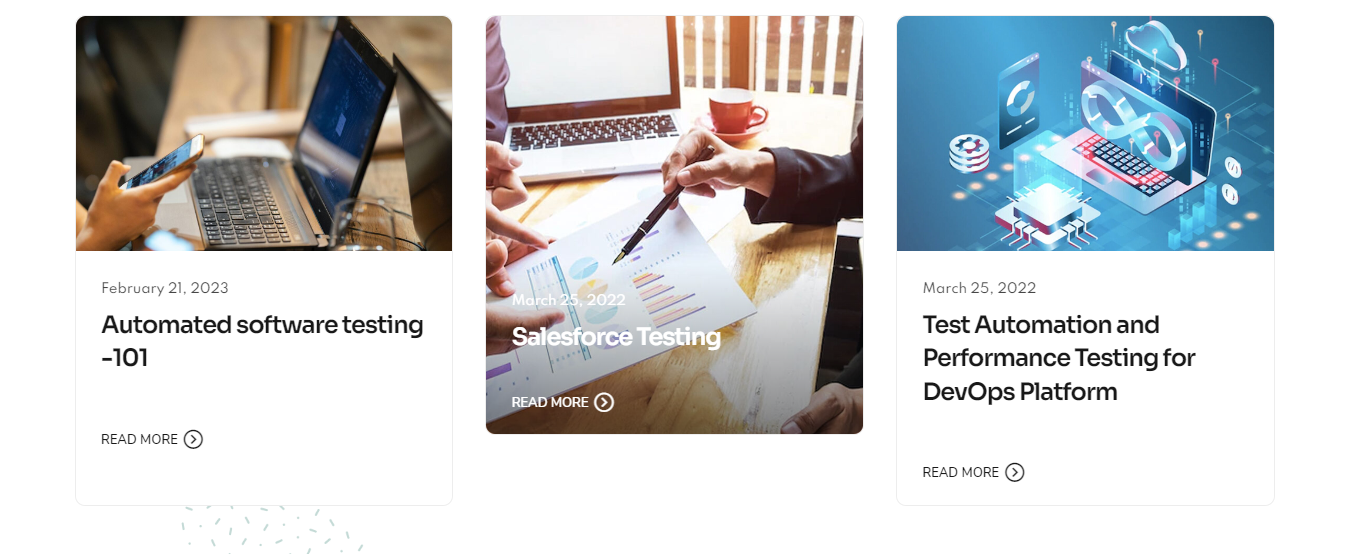 February 21, 2023
Automated software testing
-101
READ MORE
March 25, 2022
Salesforce Testing
READ MORE
March 25, 2022
Test Automation and
Performance Testing for
DevOps Platform
READ MORE